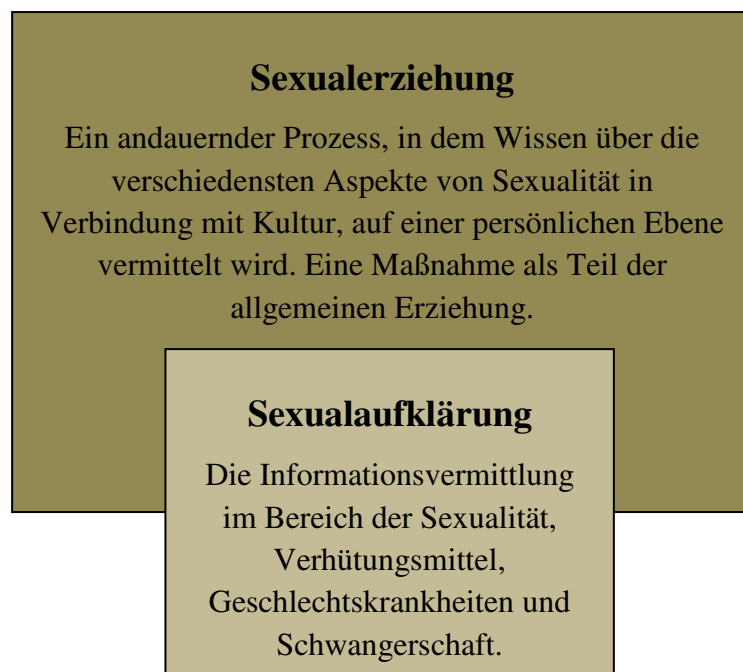 Sexualerziehung
Ein andauernder Prozess, in dem Wissen über die
verschiedensten Aspekte von Sexualität in
Verbindung mit Kultur, auf einer persönlichen Ebene
vermittelt wird. Eine Maßnahme als Teil der
allgemeinen Erziehung.
Sexualaufklärung
Die Informationsvermittlung
im Bereich der Sexualität,
Verhütungsmittel,
Geschlechtskrankheiten und
Schwangerschaft.